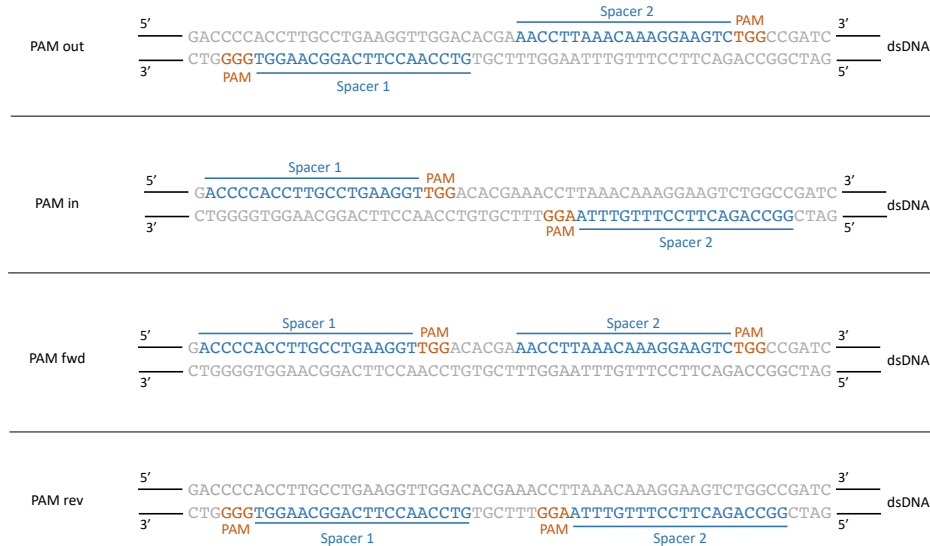 Spacer 2 PAM
5’ 3’
GACCCCACCTTGCCTGAAGGTTGGACACGAAACCTTAAACAAAGGAAGTCTGGCCGATC
PAM out dsDNA
CTGGGGTGGAACGGACTTCCAACCTGTGCTTTGGAATTTGTTTCCTTCAGACCGGCTAG
3’ 5’
PAM Spacer 1
Spacer 1 PAM
5’ 3’
GACCCCACCTTGCCTGAAGGTTGGACACGAAACCTTAAACAAAGGAAGTCTGGCCGATC
PAM in dsDNA
CTGGGGTGGAACGGACTTCCAACCTGTGCTTTGGAATTTGTTTCCTTCAGACCGGCTAG
3’ 5’
PAM Spacer 2
Spacer 1 PAM Spacer 2 PAM
5’ 3’
GACCCCACCTTGCCTGAAGGTTGGACACGAAACCTTAAACAAAGGAAGTCTGGCCGATC
PAM fwd dsDNA
CTGGGGTGGAACGGACTTCCAACCTGTGCTTTGGAATTTGTTTCCTTCAGACCGGCTAG
3’ 5’
5’ 3’
GACCCCACCTTGCCTGAAGGTTGGACACGAAACCTTAAACAAAGGAAGTCTGGCCGATC
PAM rev dsDNA
CTGGGGTGGAACGGACTTCCAACCTGTGCTTTGGAATTTGTTTCCTTCAGACCGGCTAG
3’ 5’
PAM Spacer 1 PAM Spacer 2